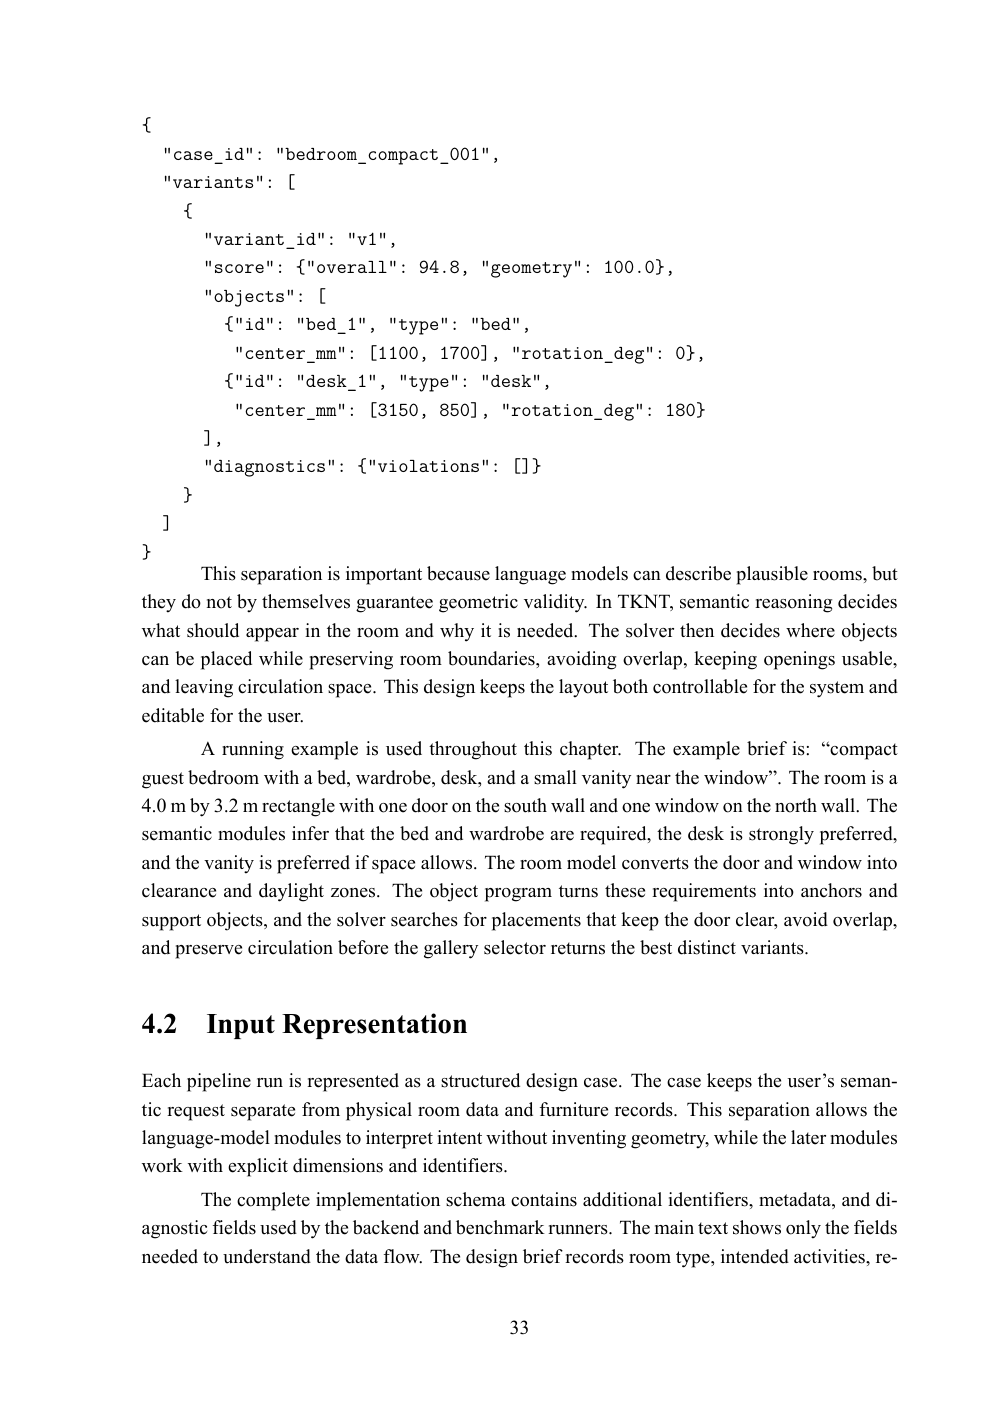 {
  "case_id": "bedroom_compact_001",
  "variants": [
    {
      "variant_id": "v1",
      "score": {"overall": 94.8, "geometry": 100.0},
      "objects": [
        {"id": "bed_1", "type": "bed",
         "center_mm": [1100, 1700], "rotation_deg": 0},
        {"id": "desk_1", "type": "desk",
         "center_mm": [3150, 850], "rotation_deg": 180}
      ],
      "diagnostics": {"violations": []}
    }
  ]
}
This separation is important because language models can describe plausible rooms, but
they do not by themselves guarantee geometric validity. In TKNT, semantic reasoning decides
what should appear in the room and why it is needed. The solver then decides where objects
can be placed while preserving room boundaries, avoiding overlap, keeping openings usable,
and leaving circulation space. This design keeps the layout both controllable for the system and
editable for the user.
A running example is used throughout this chapter. The example brief is: “compact
guest bedroom with a bed, wardrobe, desk, and a small vanity near the window”. The room is a
4.0 m by 3.2 m rectangle with one door on the south wall and one window on the north wall. The
semantic modules infer that the bed and wardrobe are required, the desk is strongly preferred,
and the vanity is preferred if space allows. The room model converts the door and window into
clearance and daylight zones. The object program turns these requirements into anchors and
support objects, and the solver searches for placements that keep the door clear, avoid overlap,
and preserve circulation before the gallery selector returns the best distinct variants.
4.2 Input Representation
Each pipeline run is represented as a structured design case. The case keeps the user’s seman-
tic request separate from physical room data and furniture records. This separation allows the
language-model modules to interpret intent without inventing geometry, while the later modules
work with explicit dimensions and identifiers.
The complete implementation schema contains additional identifiers, metadata, and di-
agnostic fields used by the backend and benchmark runners. The main text shows only the fields
needed to understand the data flow. The design brief records room type, intended activities, re-
33